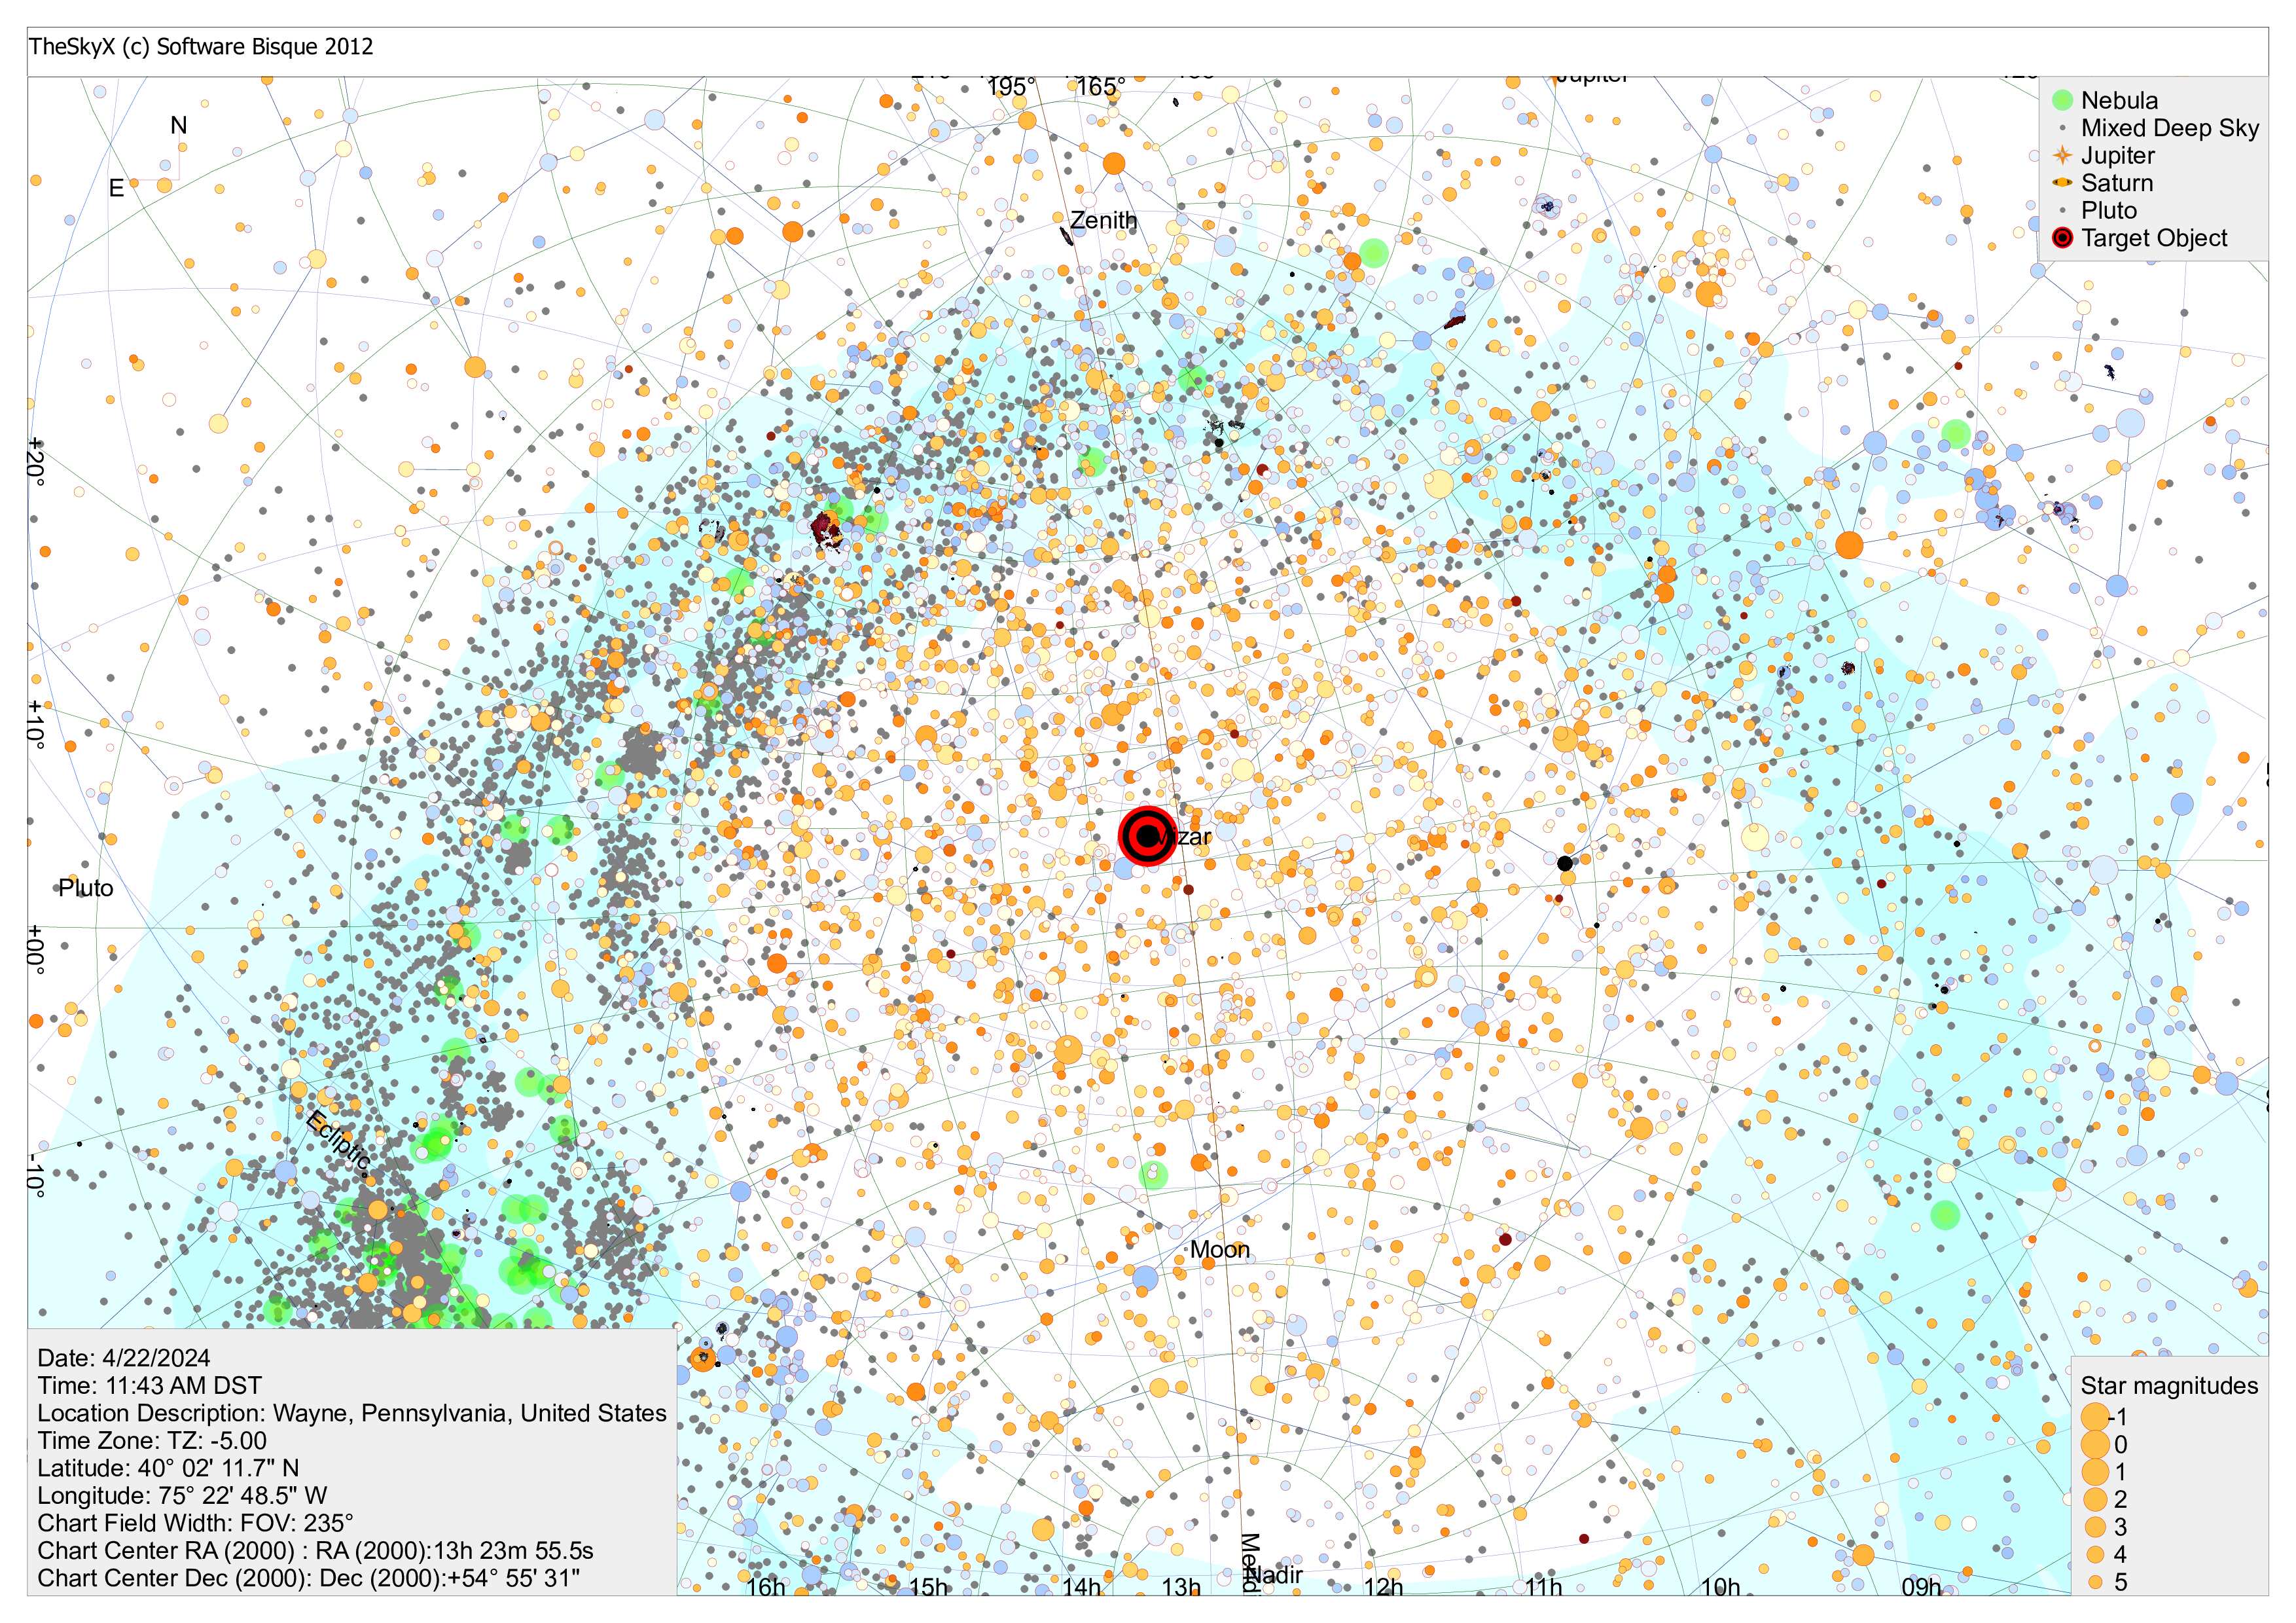 TheSkyX (c) Software Bisque 2012
195°
165°
Jupiter
Nebula
Mixed Deep Sky
Jupiter
Saturn
Pluto
Target Object
N
E
Zenith
+20°
+10°
Mizar
Pluto
+00°
Ecliptic
-10°
Moon
Date: 4/22/2024
Time: 11:43 AM DST
Location Description: Wayne, Pennsylvania, United States
Time Zone: TZ: -5.00
Latitude: 40° 02' 11.7" N
Longitude: 75° 22' 48.5" W
Chart Field Width: FOV: 235°
Chart Center RA (2000) : RA (2000):13h 23m 55.5s
Chart Center Dec (2000): Dec (2000):+54° 55' 31"
Star magnitudes
-1
0
1
2
3
4
5
Nadir
16h
15h
14h
13h
12h
11h
10h
09h